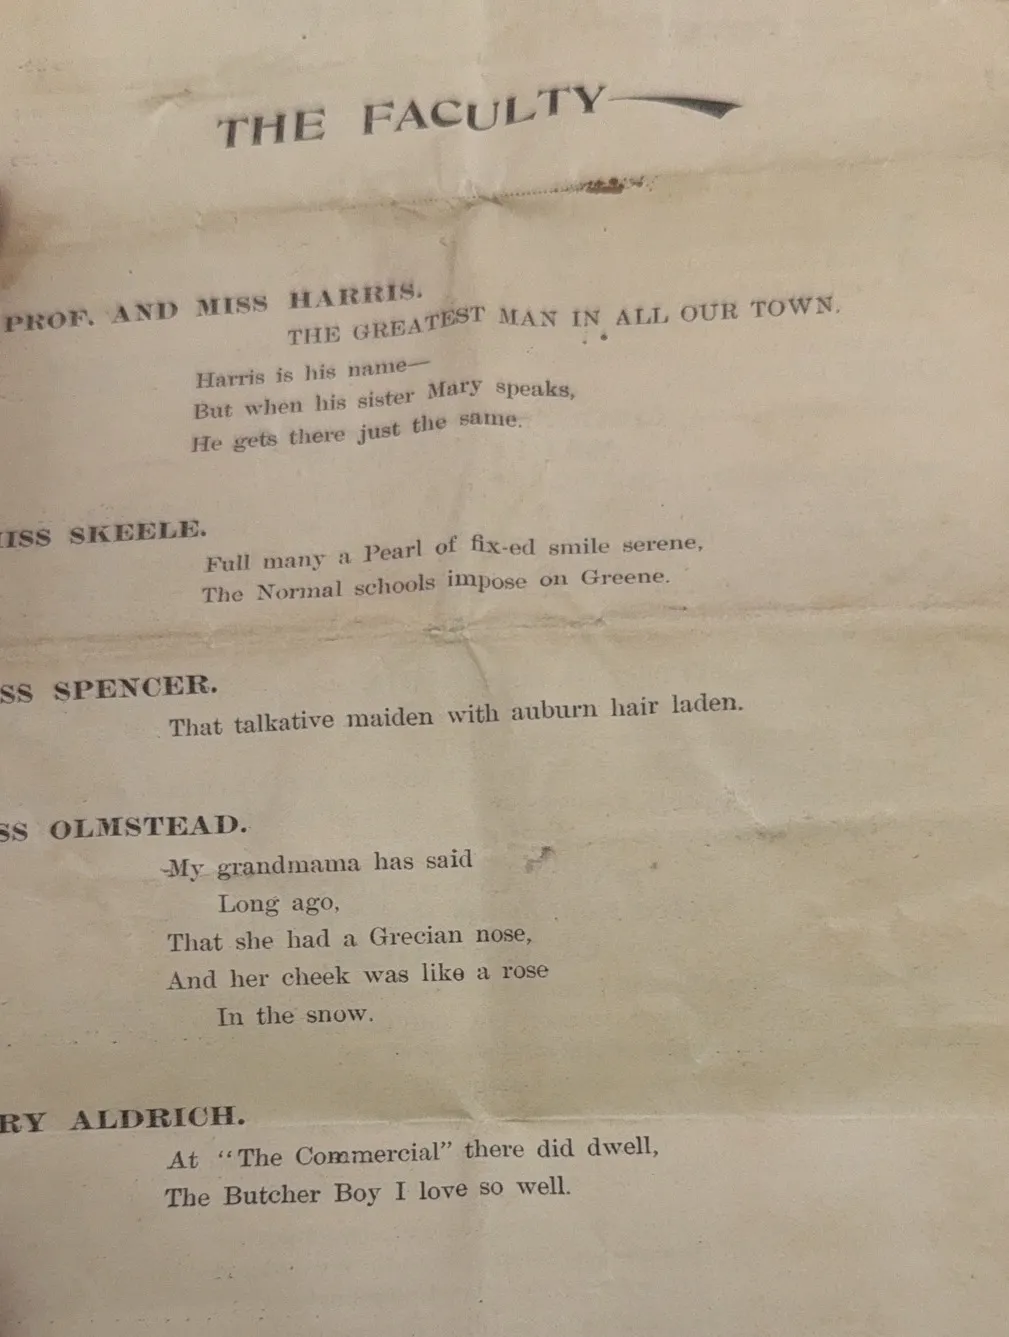 THE FACULTY
PROF. AND MISS HARRIS.
THE GREATEST MAN IN ALL OUR TOWN.
Harris is his name—
But when his sister Mary speaks,
He gets there just the same.
ISS SKEELE.
Full many a Pearl of fix-ed smile serene,
The Normal schools impose on Greene.
SS SPENCER.
That talkative maiden with auburn hair laden.
SS OLMSTEAD.
My grandmama has said
Long ago,
That she had a Grecian nose,
And her cheek was like a rose
In the snow.
RY ALDRICH.
At “The Commercial” there did dwell,
The Butcher Boy I love so well.